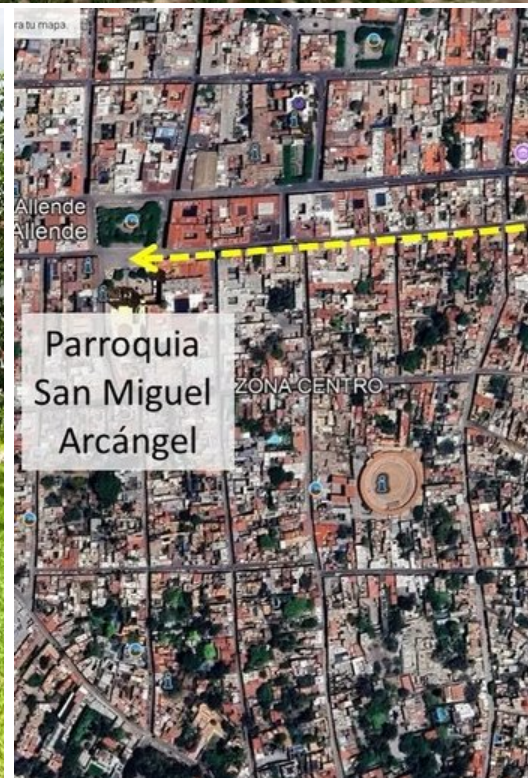 ra tu mapa.
Allende
Allende
Parroquia
San Miguel
Arcángel
ZONA CENTRO